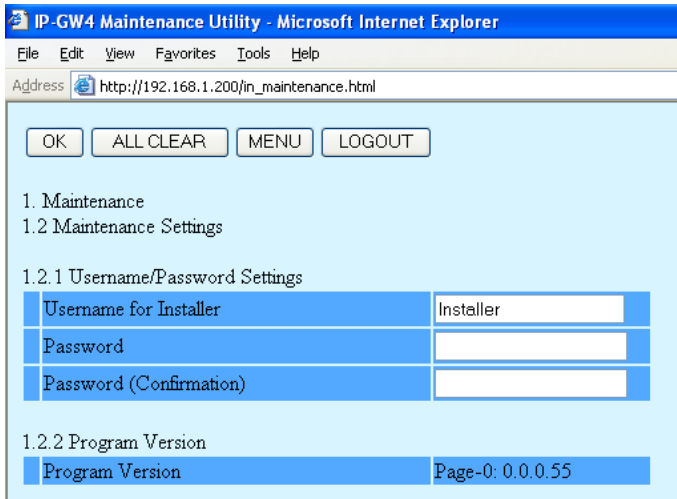 IP-GW4 Maintenance Utility - Microsoft Internet Explorer
File Edit View Favorites Tools Help
Address http://192.168.1.200/in_maintenance.html
OK ALL CLEAR MENU LOGOUT
1. Maintenance
1.2 Maintenance Settings
1.2.1 Username/Password Settings
Username for Installer Installer
Password
Password (Confirmation)
1.2.2 Program Version
Program Version Page-0: 0.0.0.55